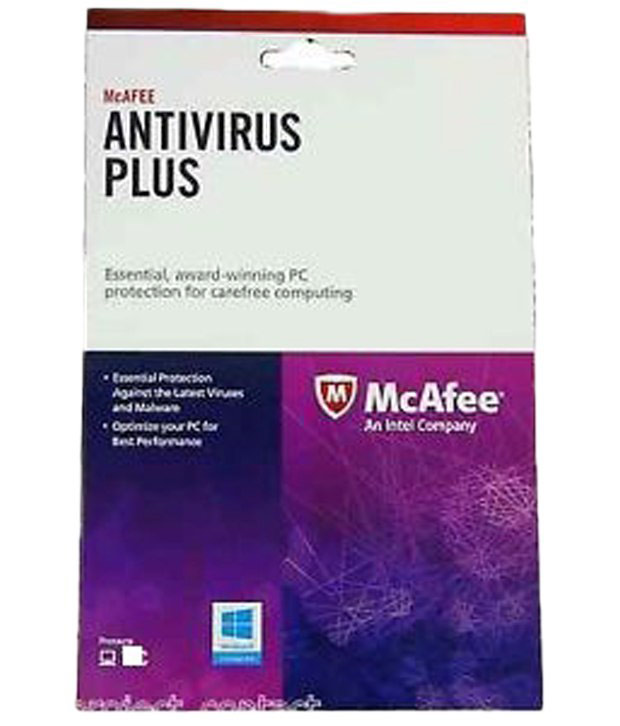 McAFEE
ANTIVIRUS
PLUS
Essential, award-winning PC
protection for carefree computing
• Essential Protection
Against the Latest Viruses
and Malware
• Optimize your PC for
Best Performance
M McAfee®
An Intel Company
Protects